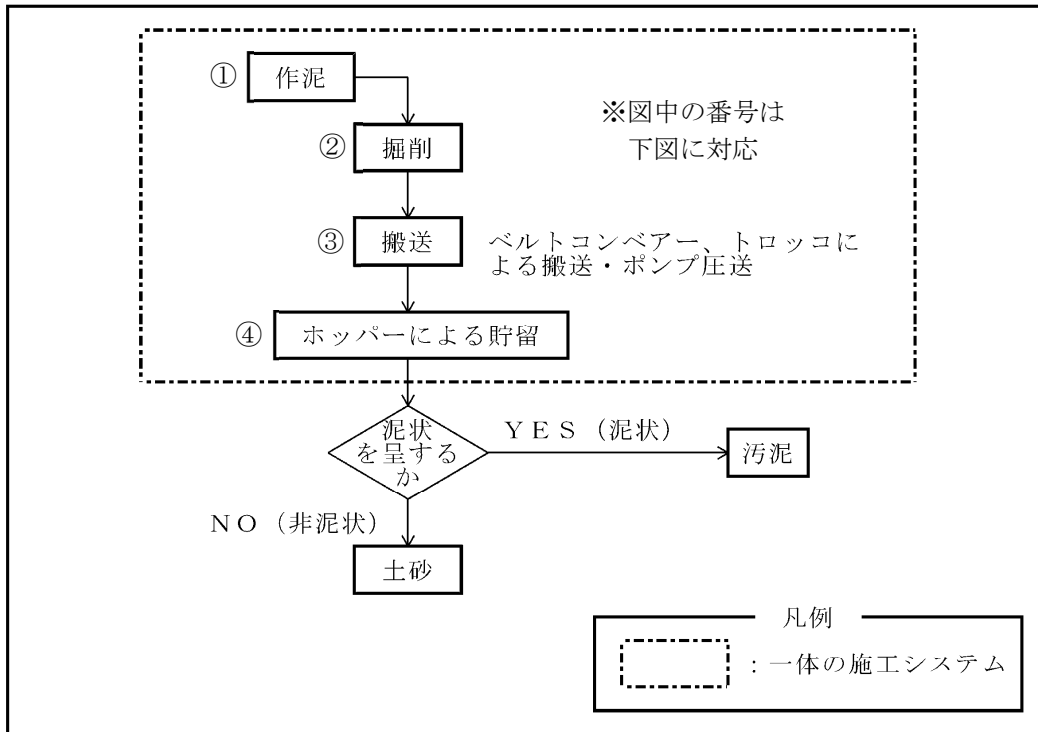 ① 作泥
※図中の番号は
下図に対応
② 掘削
③ 搬送
ベルトコンベアー、トロッコに
よる搬送・ポンプ圧送
④ ホッパーによる貯留
泥状
を呈する
か
ＹＥＳ（泥状）
汚泥
ＮＯ（非泥状）
土砂
凡例
：一体の施工システム